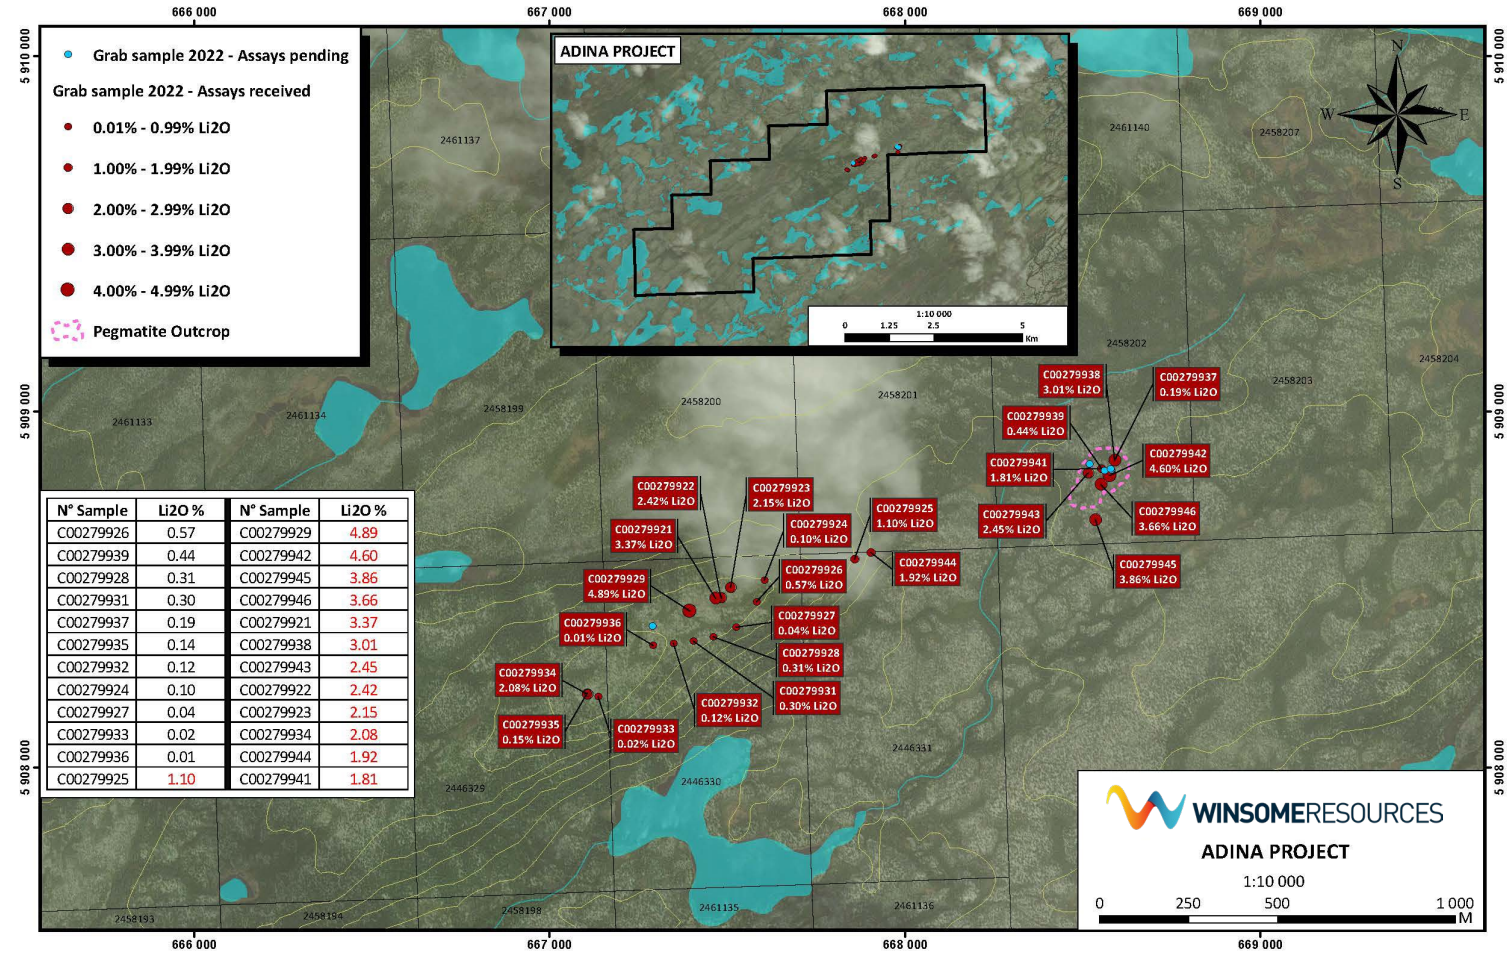 666 000
667 000
668 000
669 000
5 910 000
5 909 000
5 908 000
5 910 000
5 909 000
5 908 000
Grab sample 2022 - Assays pending
Grab sample 2022 - Assays received
0.01% - 0.99% Li2O
1.00% - 1.99% Li2O
2.00% - 2.99% Li2O
3.00% - 3.99% Li2O
4.00% - 4.99% Li2O
Pegmatite Outcrop
ADINA PROJECT
1:10 000
0 1.25 2.5 5
Km
N
W E
S
2461137
2461140
2458207
2458202
2458204
2458203
2461133
2461134
2458199
2458200
2458201
C00279938
3.01% Li2O
C00279937
0.19% Li2O
C00279939
0.44% Li2O
C00279941
1.81% Li2O
C00279942
4.60% Li2O
C00279943
2.45% Li2O
C00279946
3.66% Li2O
C00279945
3.86% Li2O
C00279922
2.42% Li2O
C00279923
2.15% Li2O
C00279921
3.37% Li2O
C00279924
0.10% Li2O
C00279925
1.10% Li2O
C00279944
1.92% Li2O
C00279929
4.89% Li2O
C00279926
0.57% Li2O
C00279936
0.01% Li2O
C00279927
0.04% Li2O
C00279928
0.31% Li2O
C00279934
2.08% Li2O
C00279931
0.30% Li2O
C00279932
0.12% Li2O
C00279935
0.15% Li2O
C00279933
0.02% Li2O
N° Sample Li2O % N° Sample Li2O %
C00279926 0.57 C00279929 4.89
C00279939 0.44 C00279942 4.60
C00279928 0.31 C00279945 3.86
C00279931 0.30 C00279946 3.66
C00279937 0.19 C00279921 3.37
C00279935 0.14 C00279938 3.01
C00279932 0.12 C00279943 2.45
C00279924 0.10 C00279922 2.42
C00279927 0.04 C00279923 2.15
C00279933 0.02 C00279934 2.08
C00279936 0.01 C00279944 1.92
C00279925 1.10 C00279941 1.81
2446329
2446330
2446331
2458193
2458194
2458198
2461135
2461136
WINSOMERESOURCES
ADINA PROJECT
1:10 000
0 250 500 1 000
M
666 000
667 000
668 000
669 000